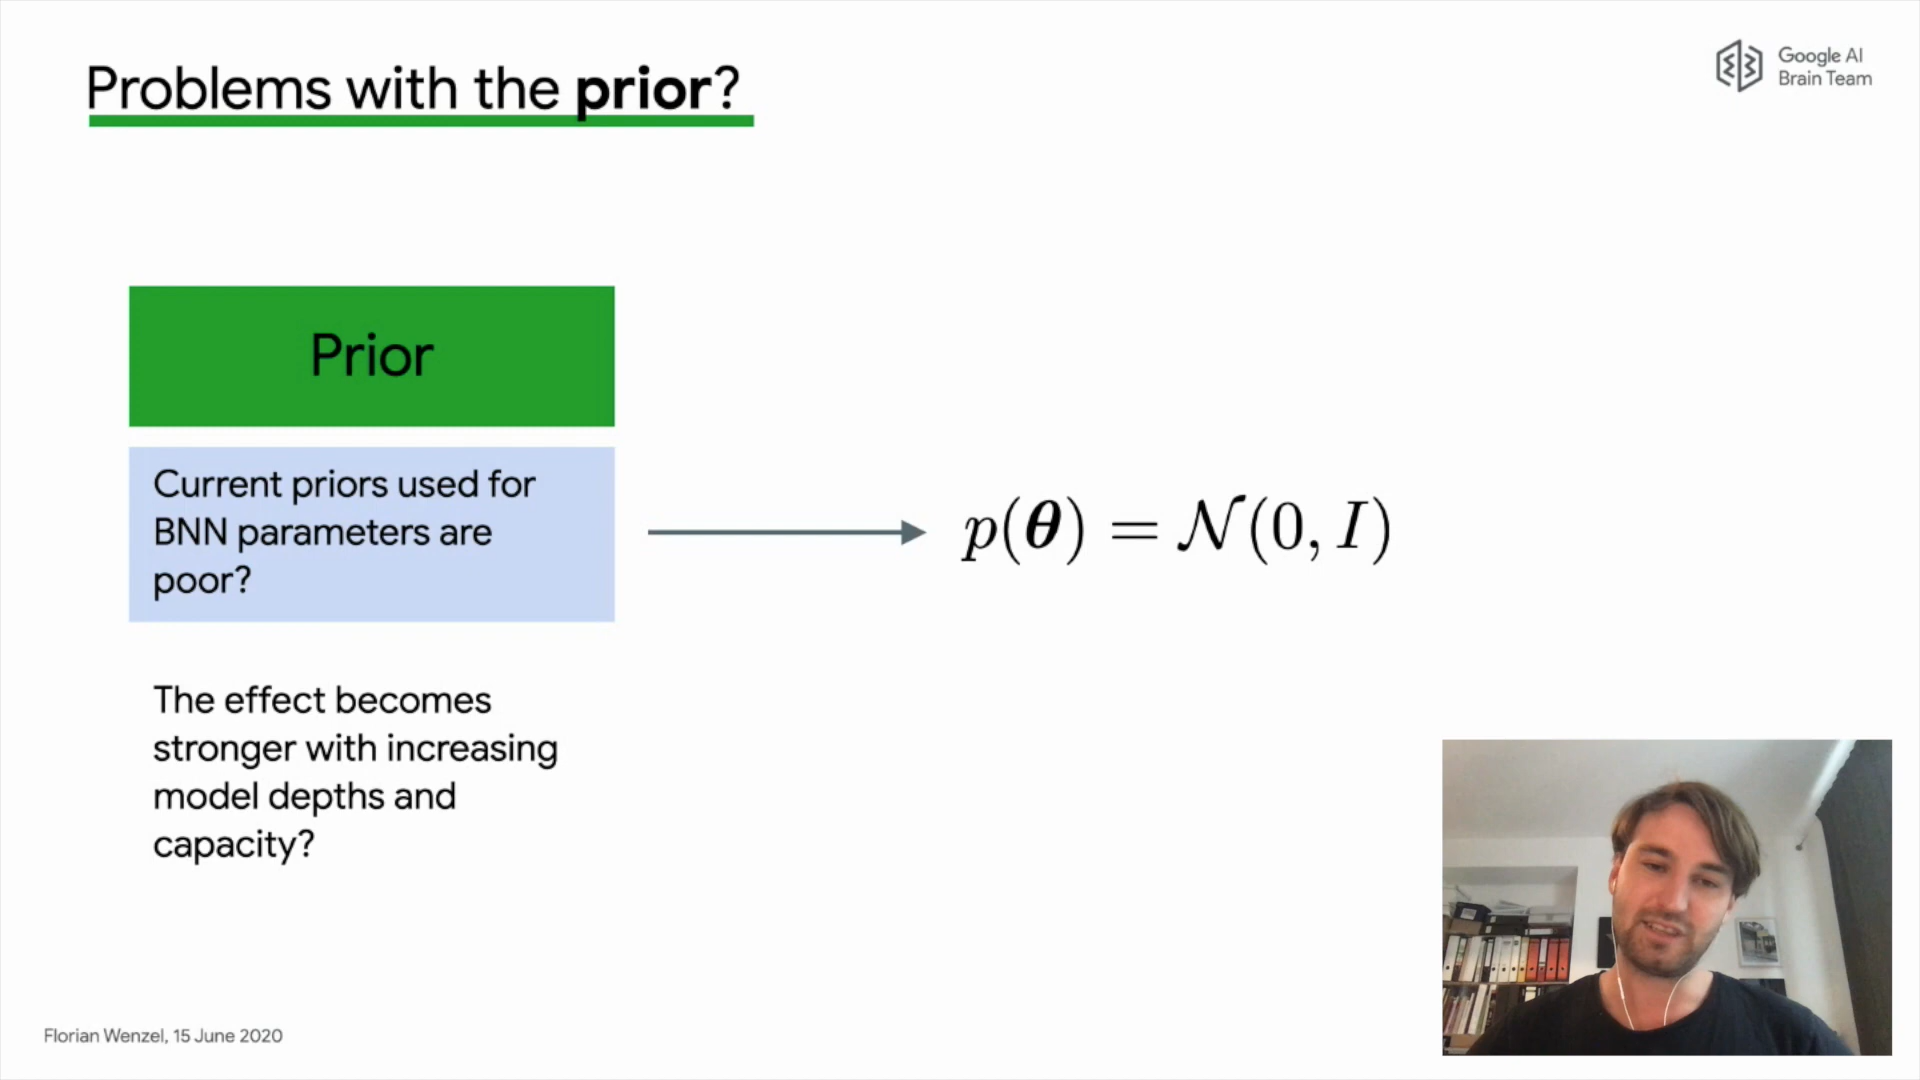 Problems with the prior?
Google AI
Brain Team
Prior
Current priors used for
BNN parameters are
poor?
p(θ) = 𝒩(0, I)
The effect becomes
stronger with increasing
model depths and
capacity?
Florian Wenzel, 15 June 2020